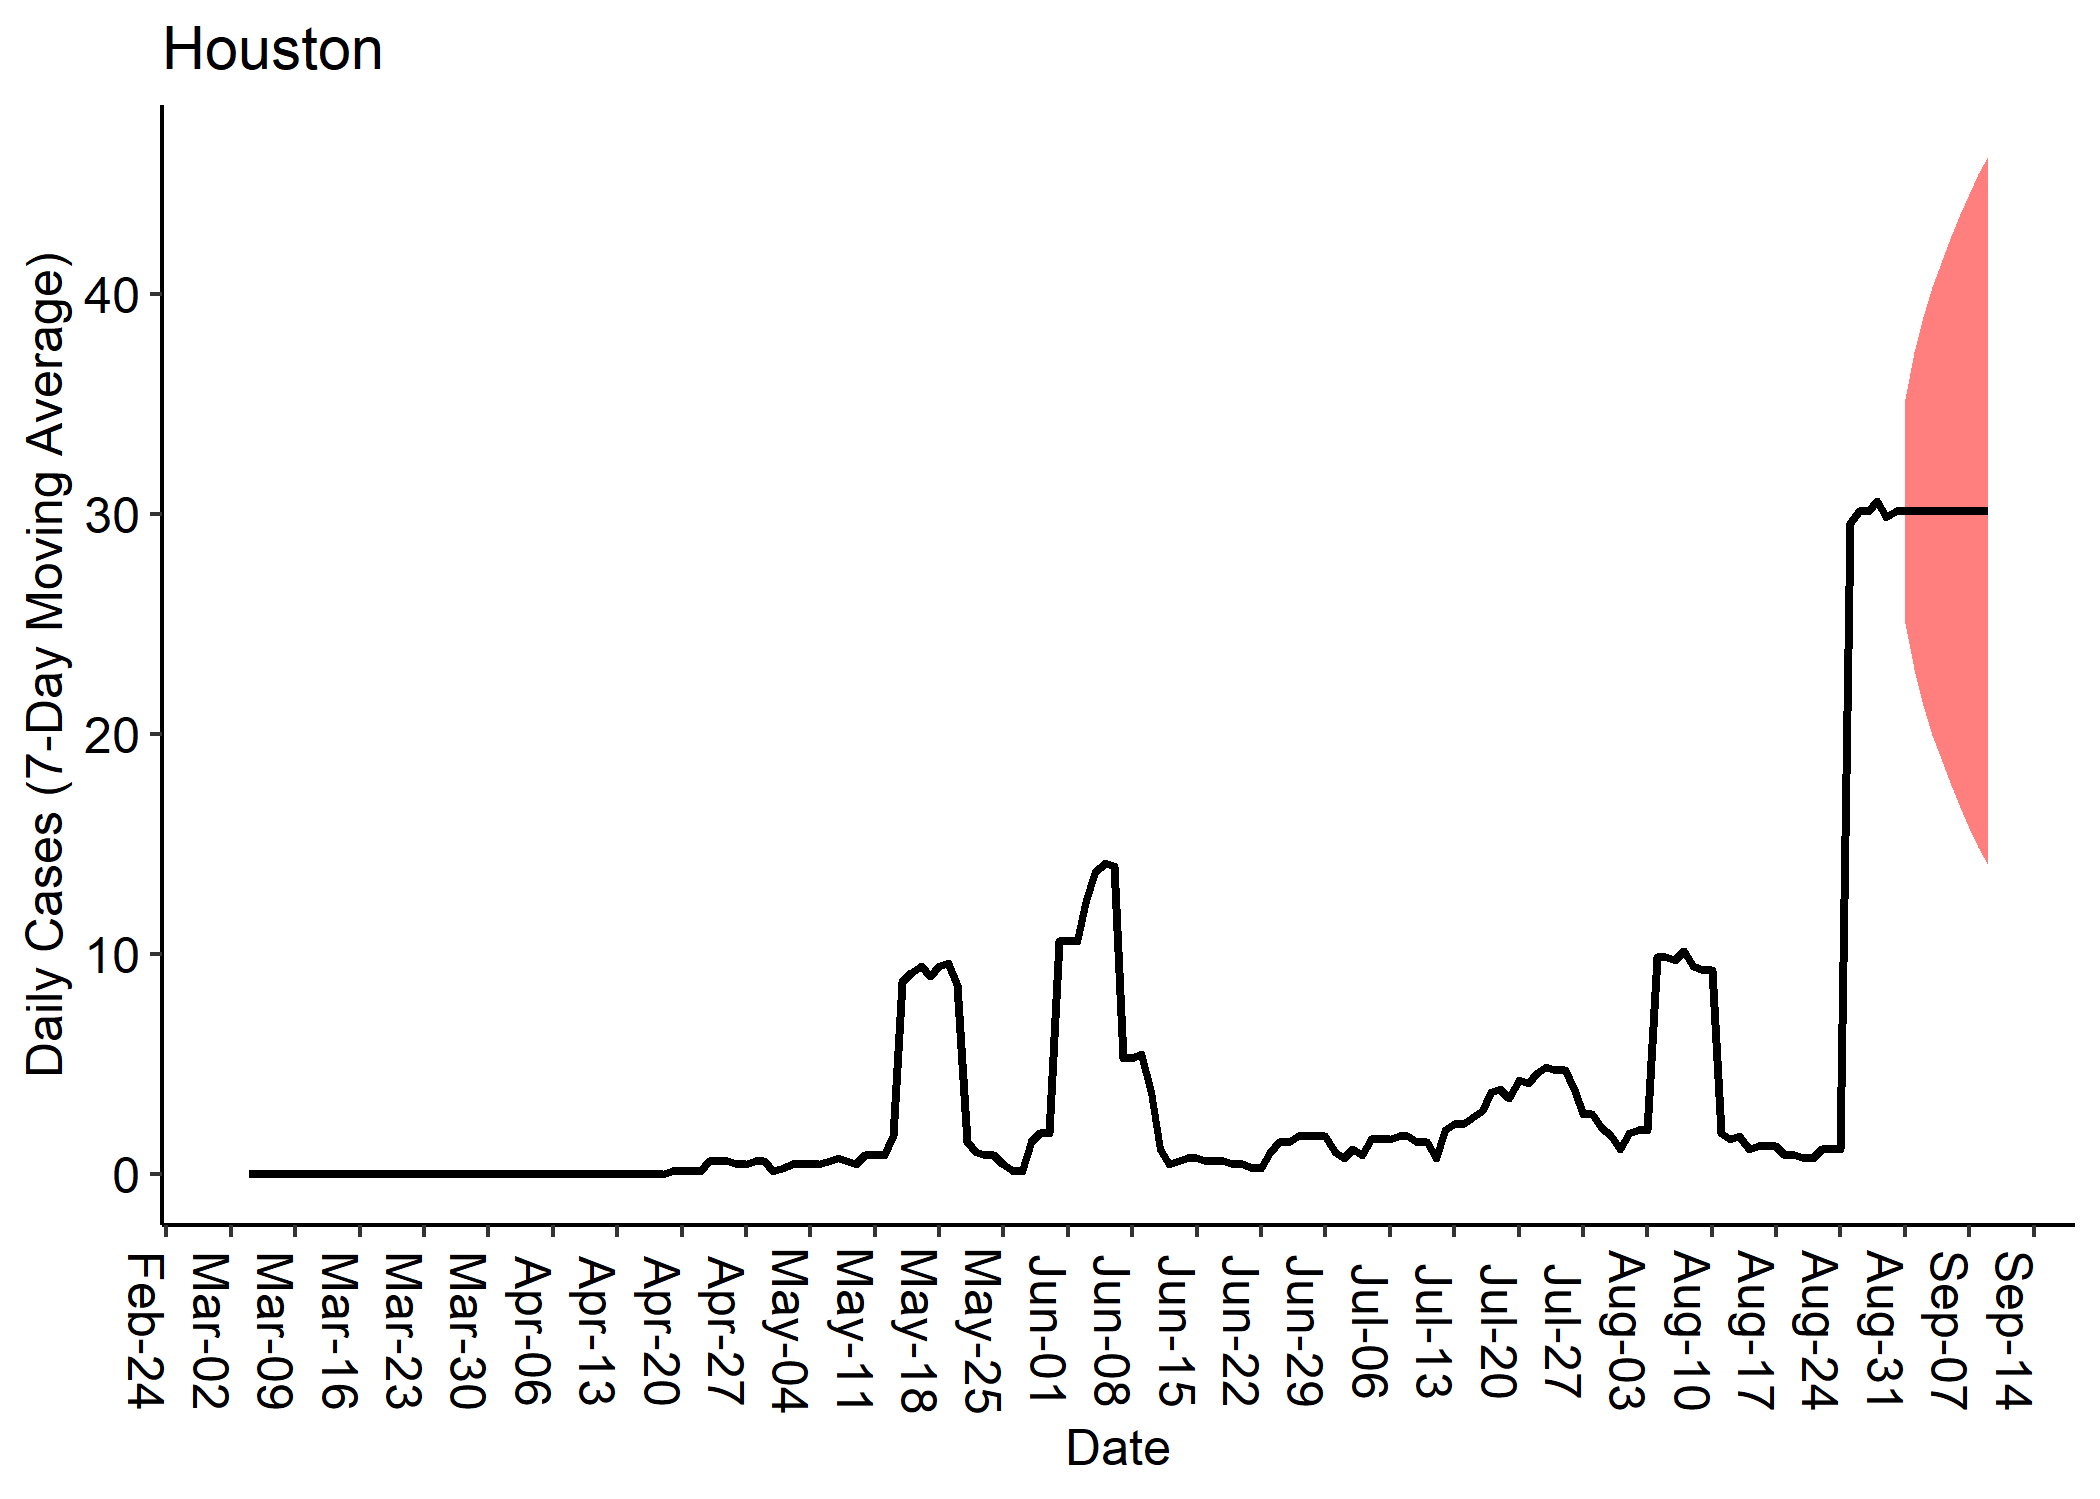 Houston
Daily Cases (7-Day Moving Average)
40
30
20
10
0
Feb-24
Mar-02
Mar-09
Mar-16
Mar-23
Mar-30
Apr-06
Apr-13
Apr-20
Apr-27
May-04
May-11
May-18
May-25
Jun-01
Jun-08
Jun-15
Jun-22
Jun-29
Jul-06
Jul-13
Jul-20
Jul-27
Aug-03
Aug-10
Aug-17
Aug-24
Aug-31
Sep-07
Sep-14
Date